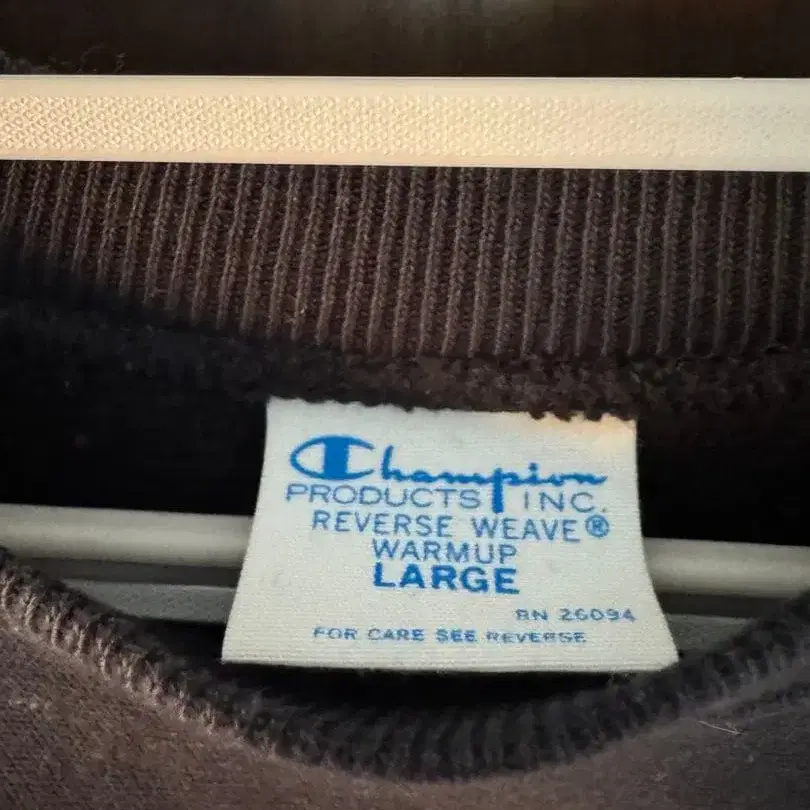 Champion
PRODUCTS INC.
REVERSE WEAVE®
WARMUP
LARGE
RN 26094
FOR CARE SEE REVERSE